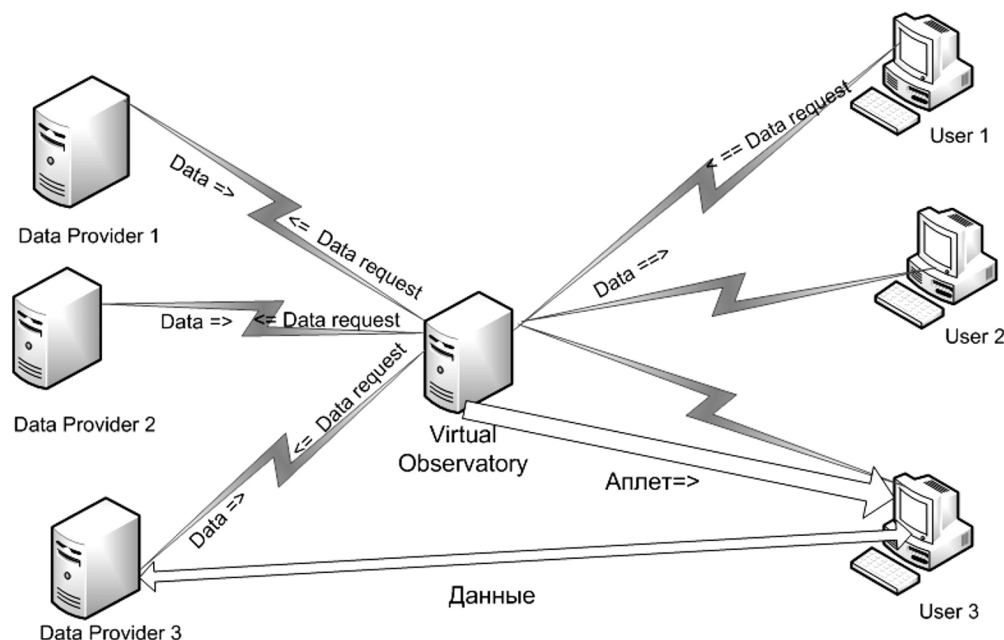 < == Data request
User 1
Data =>
<= Data request
Data Provider 1
Data ==>
User 2
Data =>
<= Data request
Data Provider 2
<= Data request
Data =>
Virtual
Observatory
Аплет=>
Данные
Data Provider 3
User 3